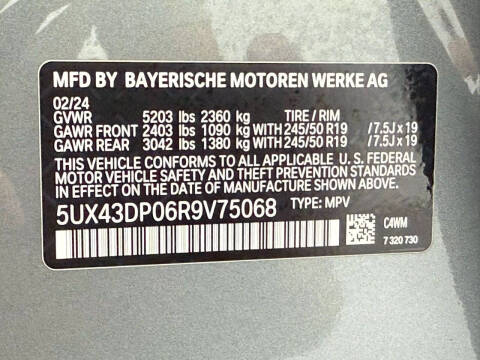 MFD BY BAYERISCHE MOTOREN WERKE AG
02/24
GVWR 5203 lbs 2360 kg TIRE / RIM
GAWR FRONT 2403 lbs 1090 kg WITH 245/50 R19 /7.5J x 19
GAWR REAR 3042 lbs 1380 kg WITH 245/50 R19 /7.5J x 19
THIS VEHICLE CONFORMS TO ALL APPLICABLE U. S. FEDERAL
MOTOR VEHICLE SAFETY AND THEFT PREVENTION STANDARDS
IN EFFECT ON THE DATE OF MANUFACTURE SHOWN ABOVE.
5UX43DP06R9V75068 TYPE: MPV
C4WM
7 320 730